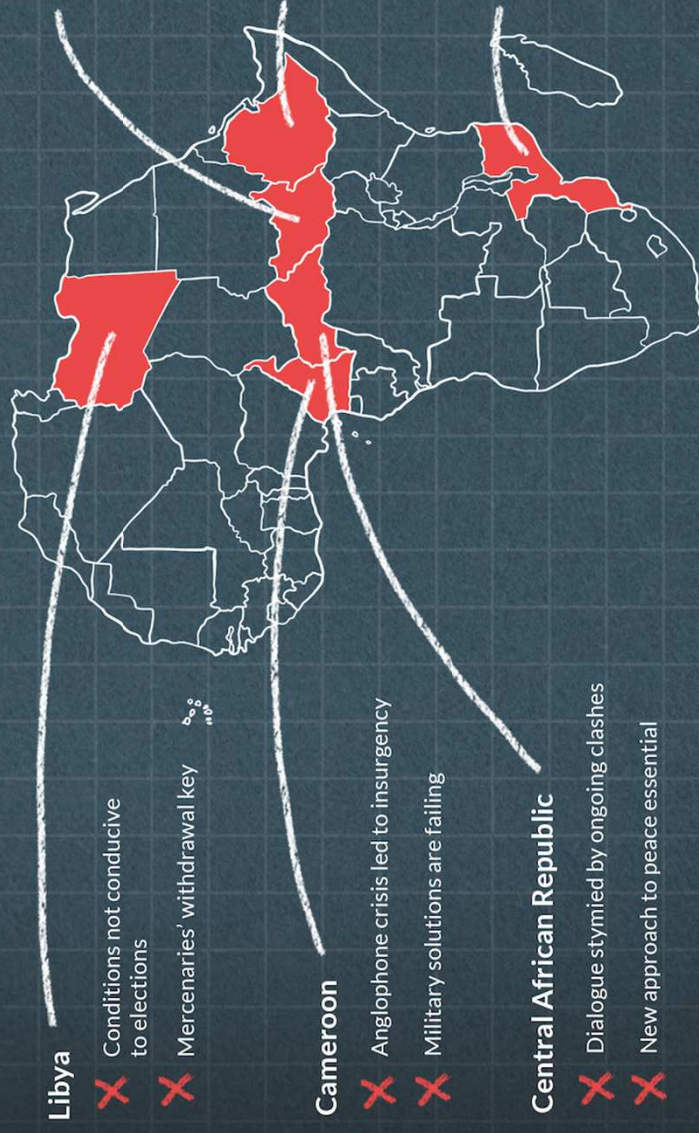 Libya
Conditions not conducive
to elections
Mercenaries' withdrawal key
Cameroon
Anglophone crisis led to insurgency
Military solutions are failing
Central African Republic
Dialogue stymied by ongoing clashes
New approach to peace essential